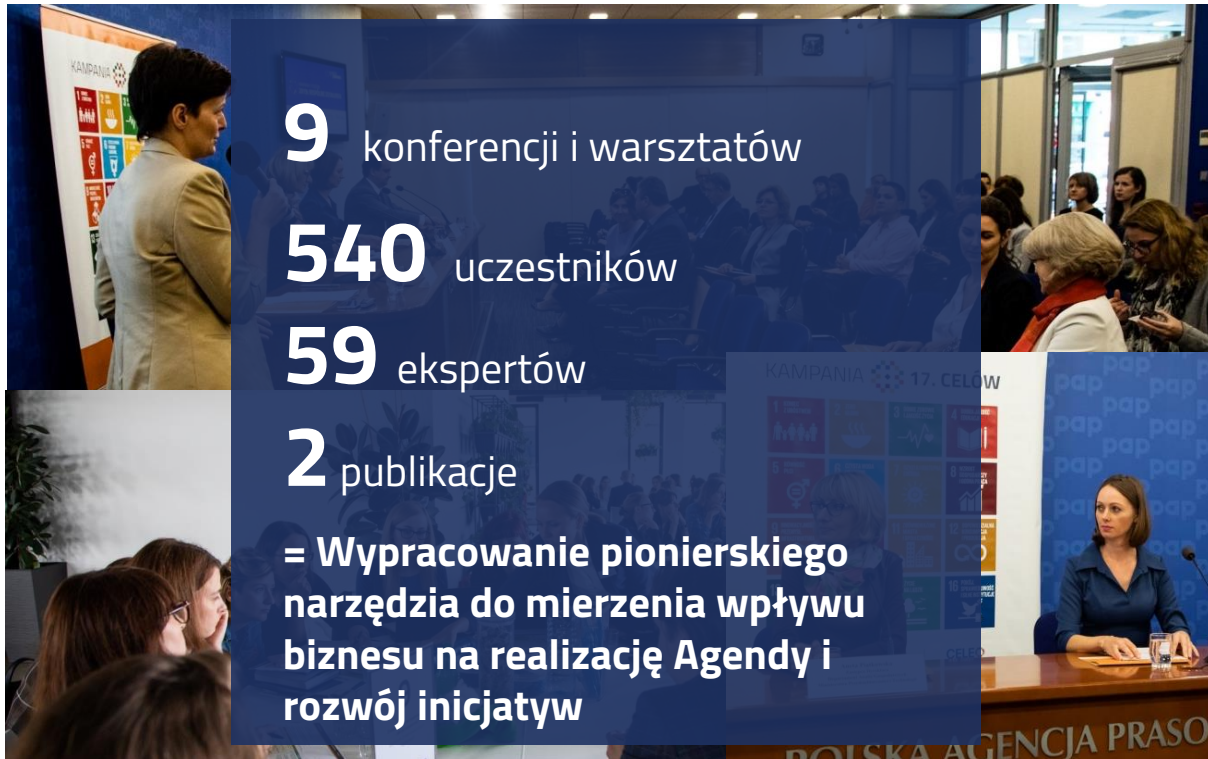 9 konferencji i warsztatów
540 uczestników
59 ekspertów
2 publikacje
= Wypracowanie pionierskiego
narzędzia do mierzenia wpływu
biznesu na realizację Agendy i
rozwój inicjatyw
KAMPANIA
KAMPANIA 17. CELÓW
pap pap
POLSKA AGENCJA PRASO